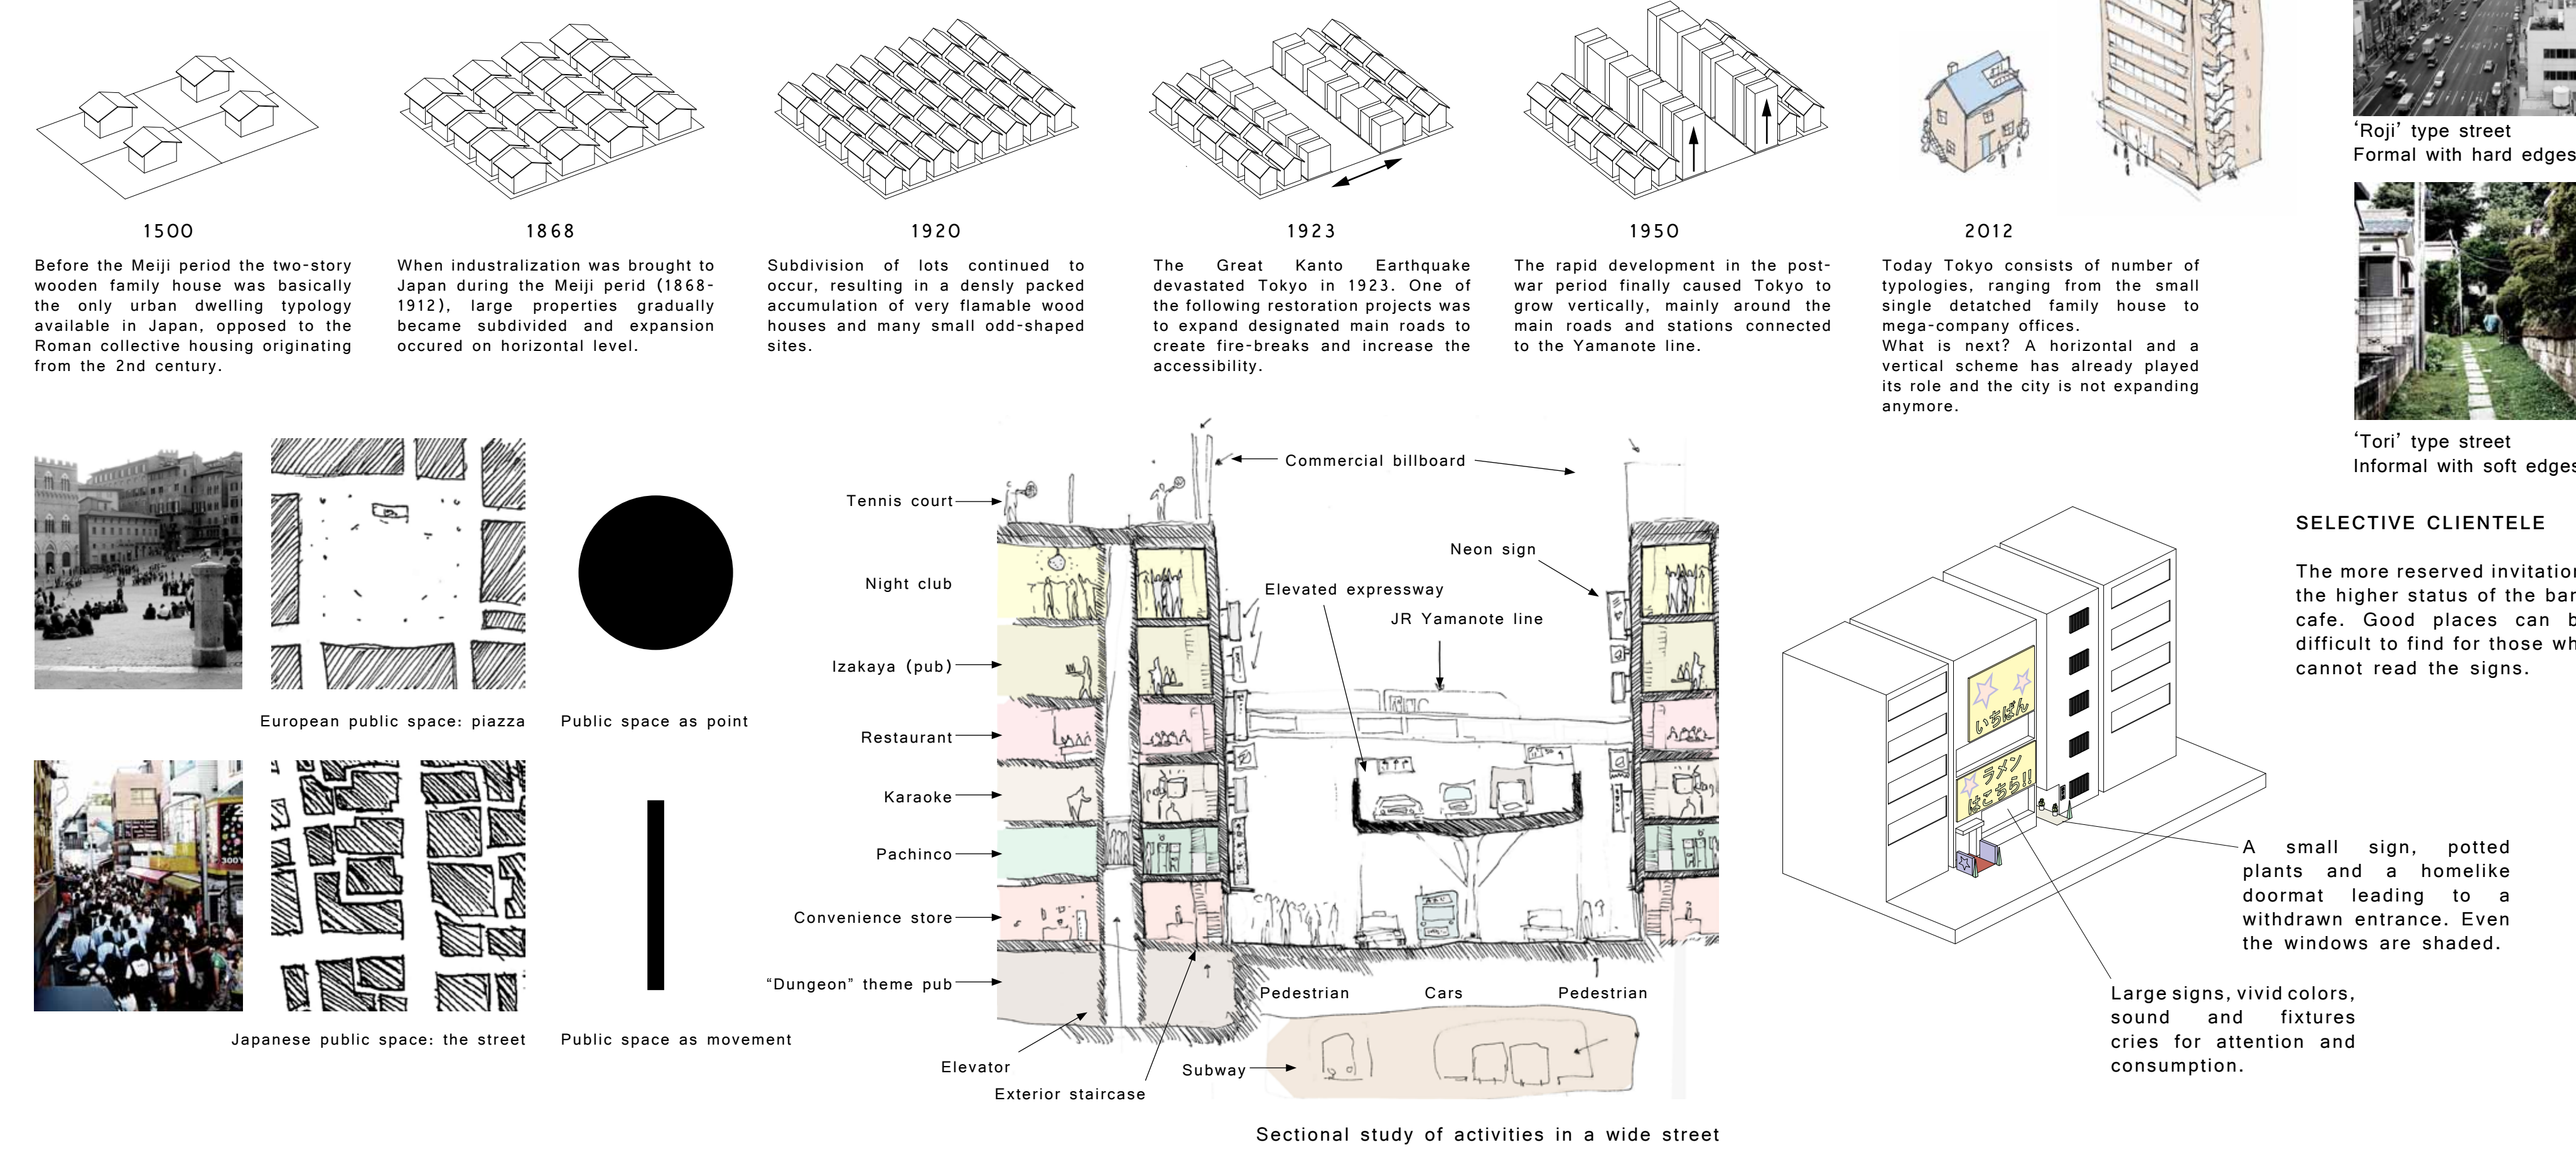 1500
Before the Meiji period the two-story
wooden family house was basically
the only urban dwelling typology
available in Japan, opposed to the
Roman collective housing originating
from the 2nd century.
1868
When industralization was brought to
Japan during the Meiji perid (1868-
1912), large properties gradually
became subdivided and expansion
occured on horizontal level.
1920
Subdivision of lots continued to
occur, resulting in a densly packed
accumulation of very flamable wood
houses and many small odd-shaped
sites.
1923
The Great Kanto Earthquake
devastated Tokyo in 1923. One of
the following restoration projects was
to expand designated main roads to
create fire-breaks and increase the
accessibility.
1950
The rapid development in the post-
war period finally caused Tokyo to
grow vertically, mainly around the
main roads and stations connected
to the Yamanote line.
2012
Today Tokyo consists of number of
typologies, ranging from the small
single detatched family house to
mega-company offices.
What is next? A horizontal and a
vertical scheme has already played
its role and the city is not expanding
anymore.
‘Roji’ type street
Formal with hard edges
‘Tori’ type street
Informal with soft edges
European public space: piazza
Public space as point
Japanese public space: the street
Public space as movement
300
Commercial billboard
Tennis court
Neon sign
Night club
Elevated expressway
JR Yamanote line
Izakaya (pub)
Restaurant
Karaoke
Pachinco
Convenience store
“Dungeon” theme pub
Pedestrian
Cars
Pedestrian
Elevator
Subway
Exterior staircase
Sectional study of activities in a wide street
SELECTIVE CLIENTELE
The more reserved invitation
the higher status of the bar
cafe. Good places can b
difficult to find for those wh
cannot read the signs.
いちばん
ラメン
はこちら!!
A small sign, potted
plants and a homelike
doormat leading to a
withdrawn entrance. Even
the windows are shaded.
Large signs, vivid colors,
sound and fixtures
cries for attention and
consumption.